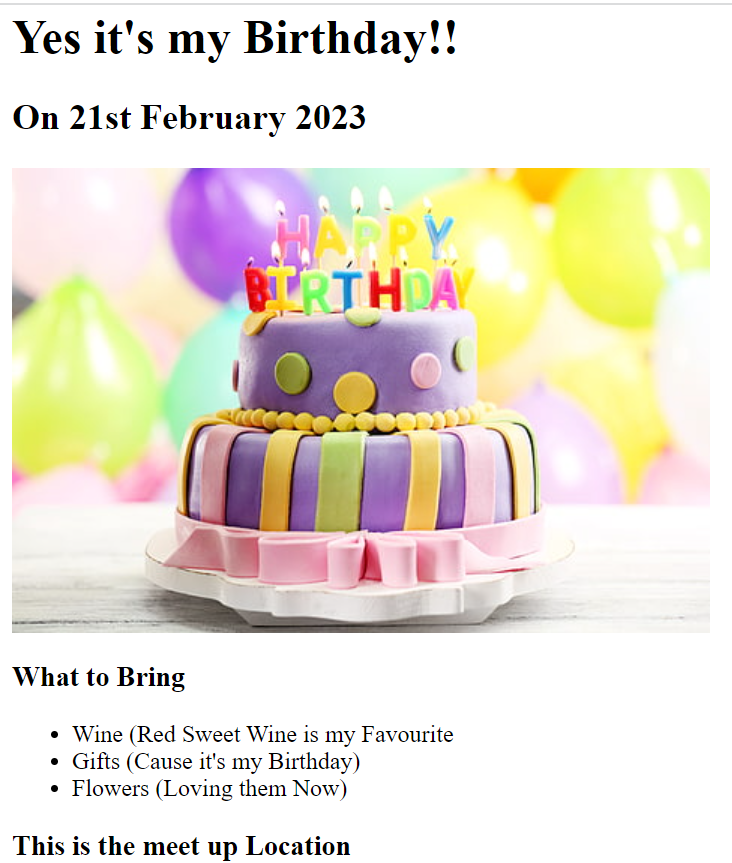 Yes it's my Birthday!!
On 21st February 2023
HAPPY
BIRTHDAY
What to Bring
Wine (Red Sweet Wine is my Favourite
Gifts (Cause it's my Birthday)
Flowers (Loving them Now)
This is the meet up Location